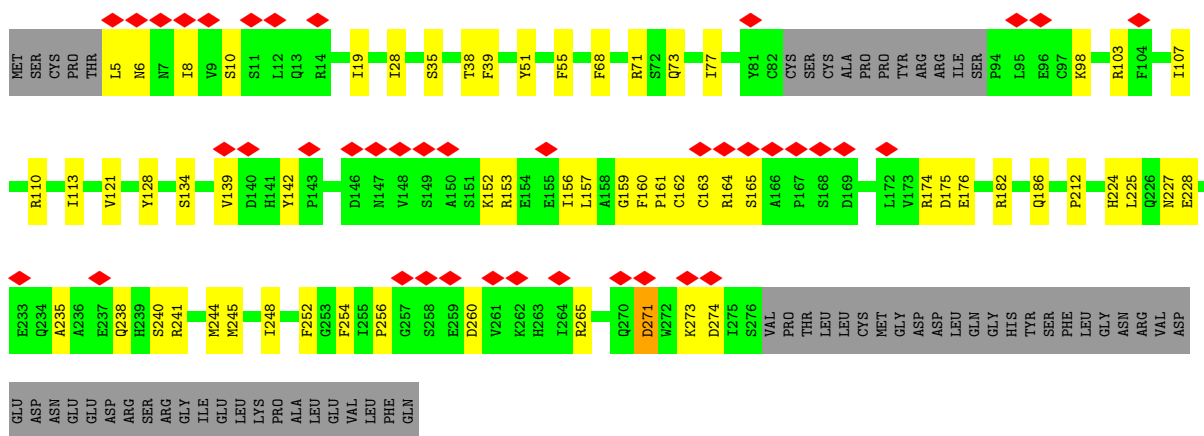 MET SER CYS PRO THR L5 N6 N7 I8 V9 S10 S11 L12 Q13 R14 I19 I28 S35 T38 F39 Y51 F55 F68 R71 S72 Q73 I77 Y81 C82 CYS SER CYS ALA PRO PRO TYR ARG ARG ILE SER P94 L95 E96 C97 K98 R103 F104 I107
R110 I113 V121 Y128 S134 V139 D140 H141 Y142 P143 D146 N147 V148 S149 A150 S151 K152 R153 E154 E155 I156 L157 A158 G159 F160 P161 C162 C163 R164 S165 A166 P167 S168 D169 L172 V173 R174 D175 E176 R182 Q186 P212 H224 L225 Q226 N227 E228
E233 Q234 A235 A236 E237 Q238 H239 S240 R241 M244 M245 I248 F252 G253 F254 I255 P256 G257 S258 E259 D260 V261 K262 H263 I264 R265 Q270 D271 W272 K273 D274 I275 S276 VAL PRO THR LEU LEU CYS MET GLY ASP ASP LEU GLN GLY HIS TYR SER PHE LEU GLY ASN ARG VAL ASP
GLU ASP ASN GLU GLU ASP ARG SER ARG GLY ILE GLU LEU LYS PRO ALA LEU GLU VAL LEU PHE GLN